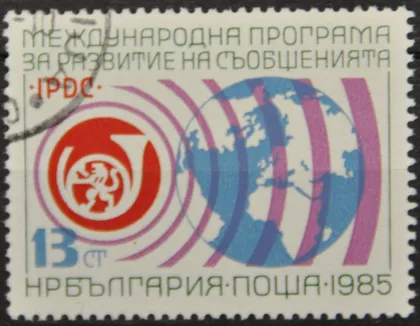 МЕЖДУНАРОДНА ПРОГРАМА
ЗА РАЗВИТИЕ НА СЪОБЩЕНИЯТА
·IPDC·
13 СТ
НРБЪЛГАРИЯ·ПОЩА·1985